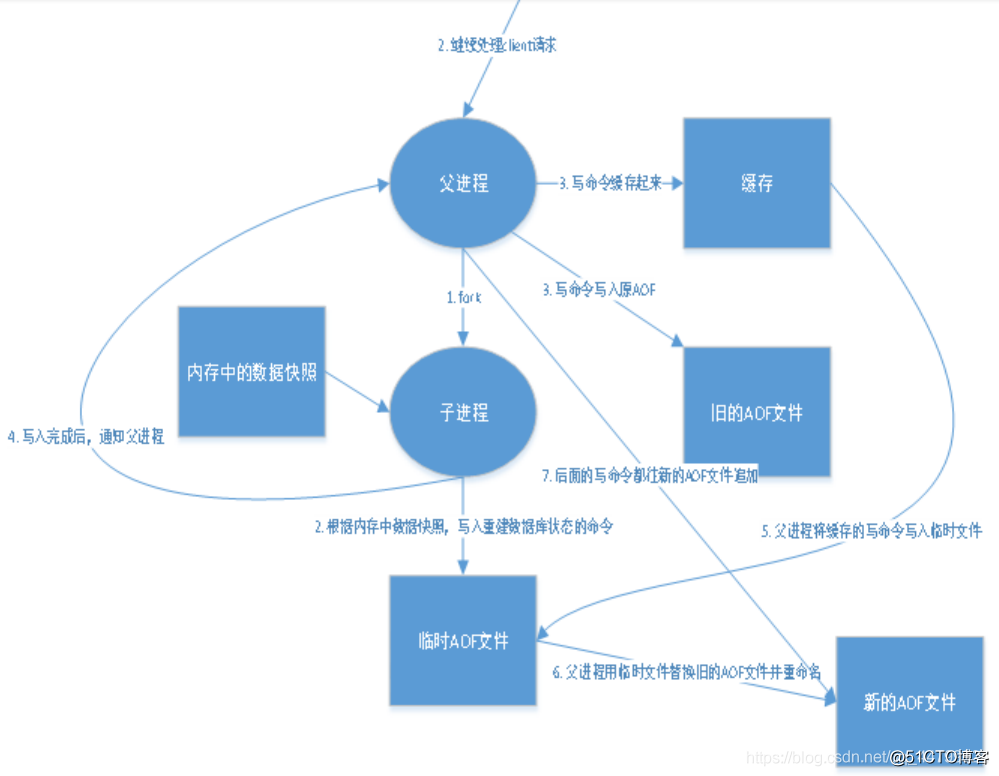 2.继续处理client请求
父进程
3.写命令缓存起来
缓存
1.fork
3.写命令写入原AOF
内存中的数据快照
子进程
旧的AOF文件
4.写入完成后，通知父进程
7.后面的写命令都往新的AOF文件追加
2.根据内存中数据快照，写入重建数据库状态的命令
5.父进程将缓存的写命令写入临时文件
临时AOF文件
6.父进程用临时文件替换旧的AOF文件并重命名
新的AOF文件
https://blog.csdn.net/
@51CTO博客